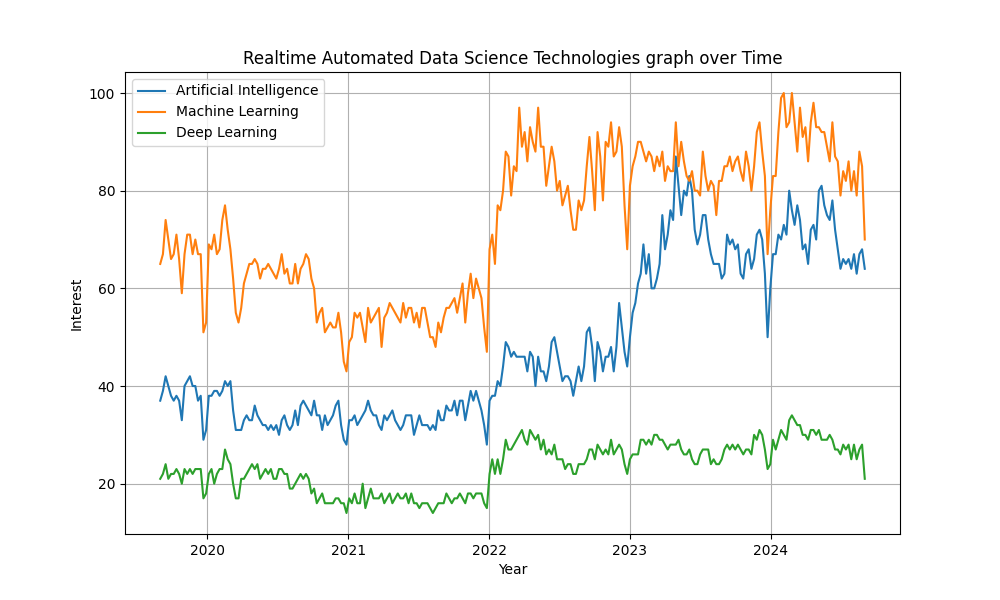 Realtime Automated Data Science Technologies graph over Time
Artificial Intelligence
Machine Learning
Deep Learning
100
80
60
40
20
Interest
2020 2021 2022 2023 2024
Year